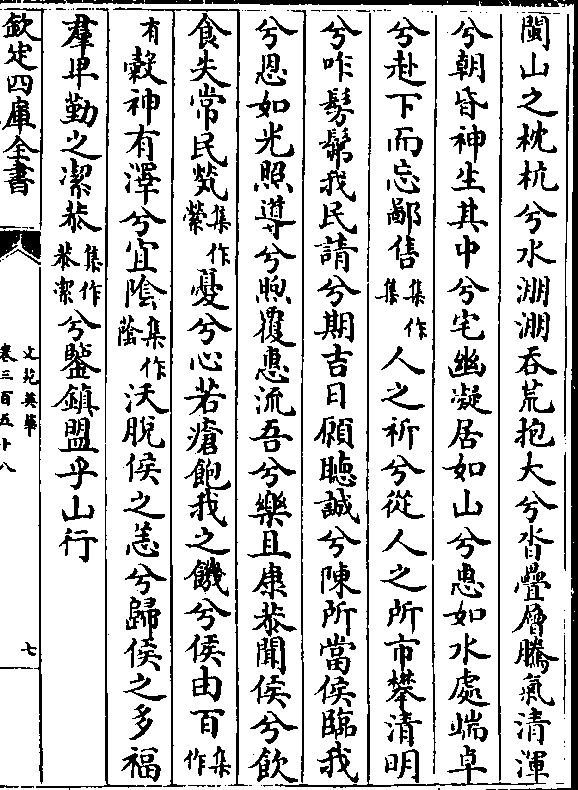 閩山之枕杭兮水淜淜吞荒抱大兮沓疊層騰氣清渾
兮朝昏神生其中兮宅幽凝居如山兮惠如水處端卓
兮赴下而忘鄙售集作集人之祈兮從人之所市攀清明
兮咋髣髴我民請兮期吉日願聽誠兮陳所當侯臨我
兮恩如光照導兮煦覆惠流吾兮樂且康恭聞侯兮飲
食失常民煢集作縈憂兮心若瘡飽我之饑兮侯由百集作
有穀神有澤兮宜陰集作蔭沃脫侯之恙兮歸侯之多福
羣卑勤之潔恭集作恭潔兮鑒鎮盟乎山行
欽定四庫全書
文苑英華
卷三百五十八
七